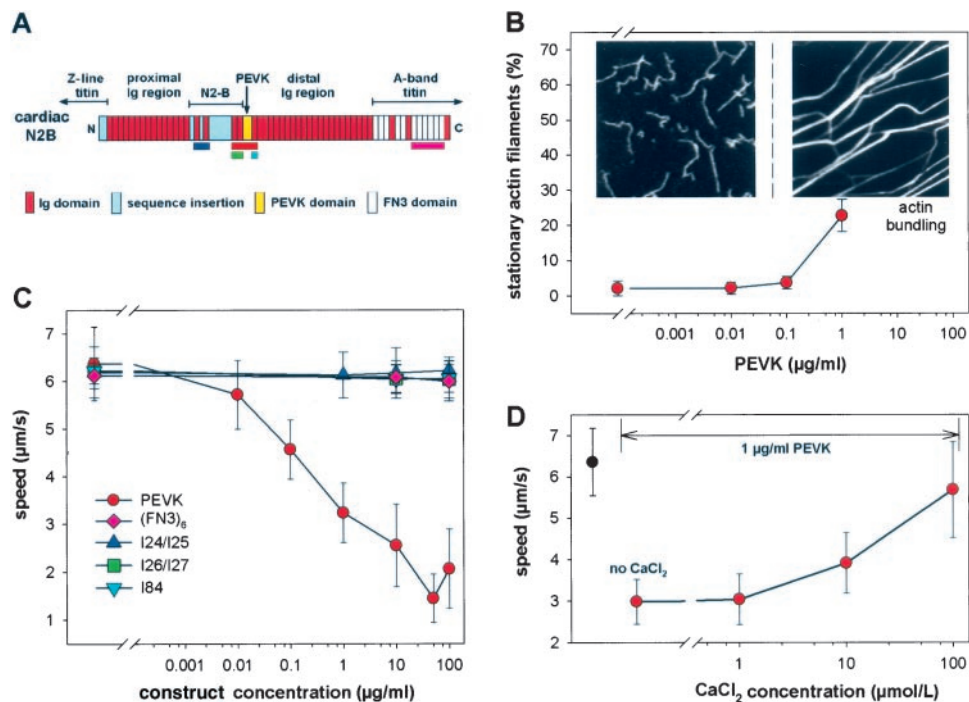 A
Z-line
titin
proximal
Ig region
PEVK
N2-B
distal
Ig region
A-band
titin
cardiac
N2B
N
C
Ig domain
sequence insertion
PEVK domain
FN3 domain
B
stationary actin filaments (%)
70
60
50
40
30
20
10
0
actin
bundling
0.001
0.01
0.1
1
10
100
PEVK (µg/ml)
C
speed (µm/s)
7
6
5
4
3
2
1
PEVK
(FN3)₆
I24/I25
I26/I27
I84
0.001
0.01
0.1
1
10
100
construct concentration (µg/ml)
D
speed (µm/s)
8
7
6
5
4
3
2
1 µg/ml PEVK
no CaCl₂
1
10
100
CaCl₂ concentration (µmol/L)